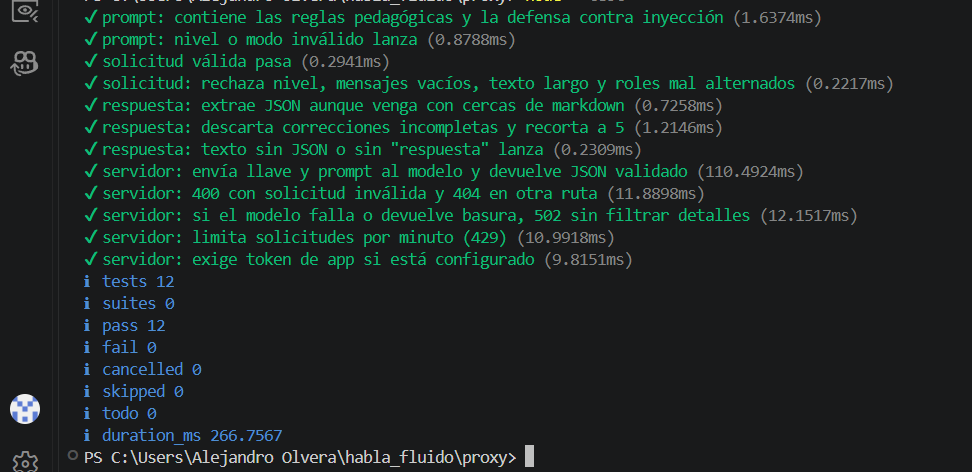 ✓ prompt: contiene las reglas pedagógicas y la defensa contra inyección (1.6374ms)
✓ prompt: nivel o modo inválido lanza (0.8788ms)
✓ solicitud válida pasa (0.2941ms)
✓ solicitud: rechaza nivel, mensajes vacíos, texto largo y roles mal alternados (0.2217ms)
✓ respuesta: extrae JSON aunque venga con cercas de markdown (0.7258ms)
✓ respuesta: descarta correcciones incompletas y recorta a 5 (1.2146ms)
✓ respuesta: texto sin JSON o sin "respuesta" lanza (0.2309ms)
✓ servidor: envía llave y prompt al modelo y devuelve JSON validado (110.4924ms)
✓ servidor: 400 con solicitud inválida y 404 en otra ruta (11.8898ms)
✓ servidor: si el modelo falla o devuelve basura, 502 sin filtrar detalles (12.1517ms)
✓ servidor: limita solicitudes por minuto (429) (10.9918ms)
✓ servidor: exige token de app si está configurado (9.8151ms)
ℹ tests 12
ℹ suites 0
ℹ pass 12
ℹ fail 0
ℹ cancelled 0
ℹ skipped 0
ℹ todo 0
ℹ duration_ms 266.7567
PS C:\Users\Alejandro Olvera\habla_fluido\proxy>